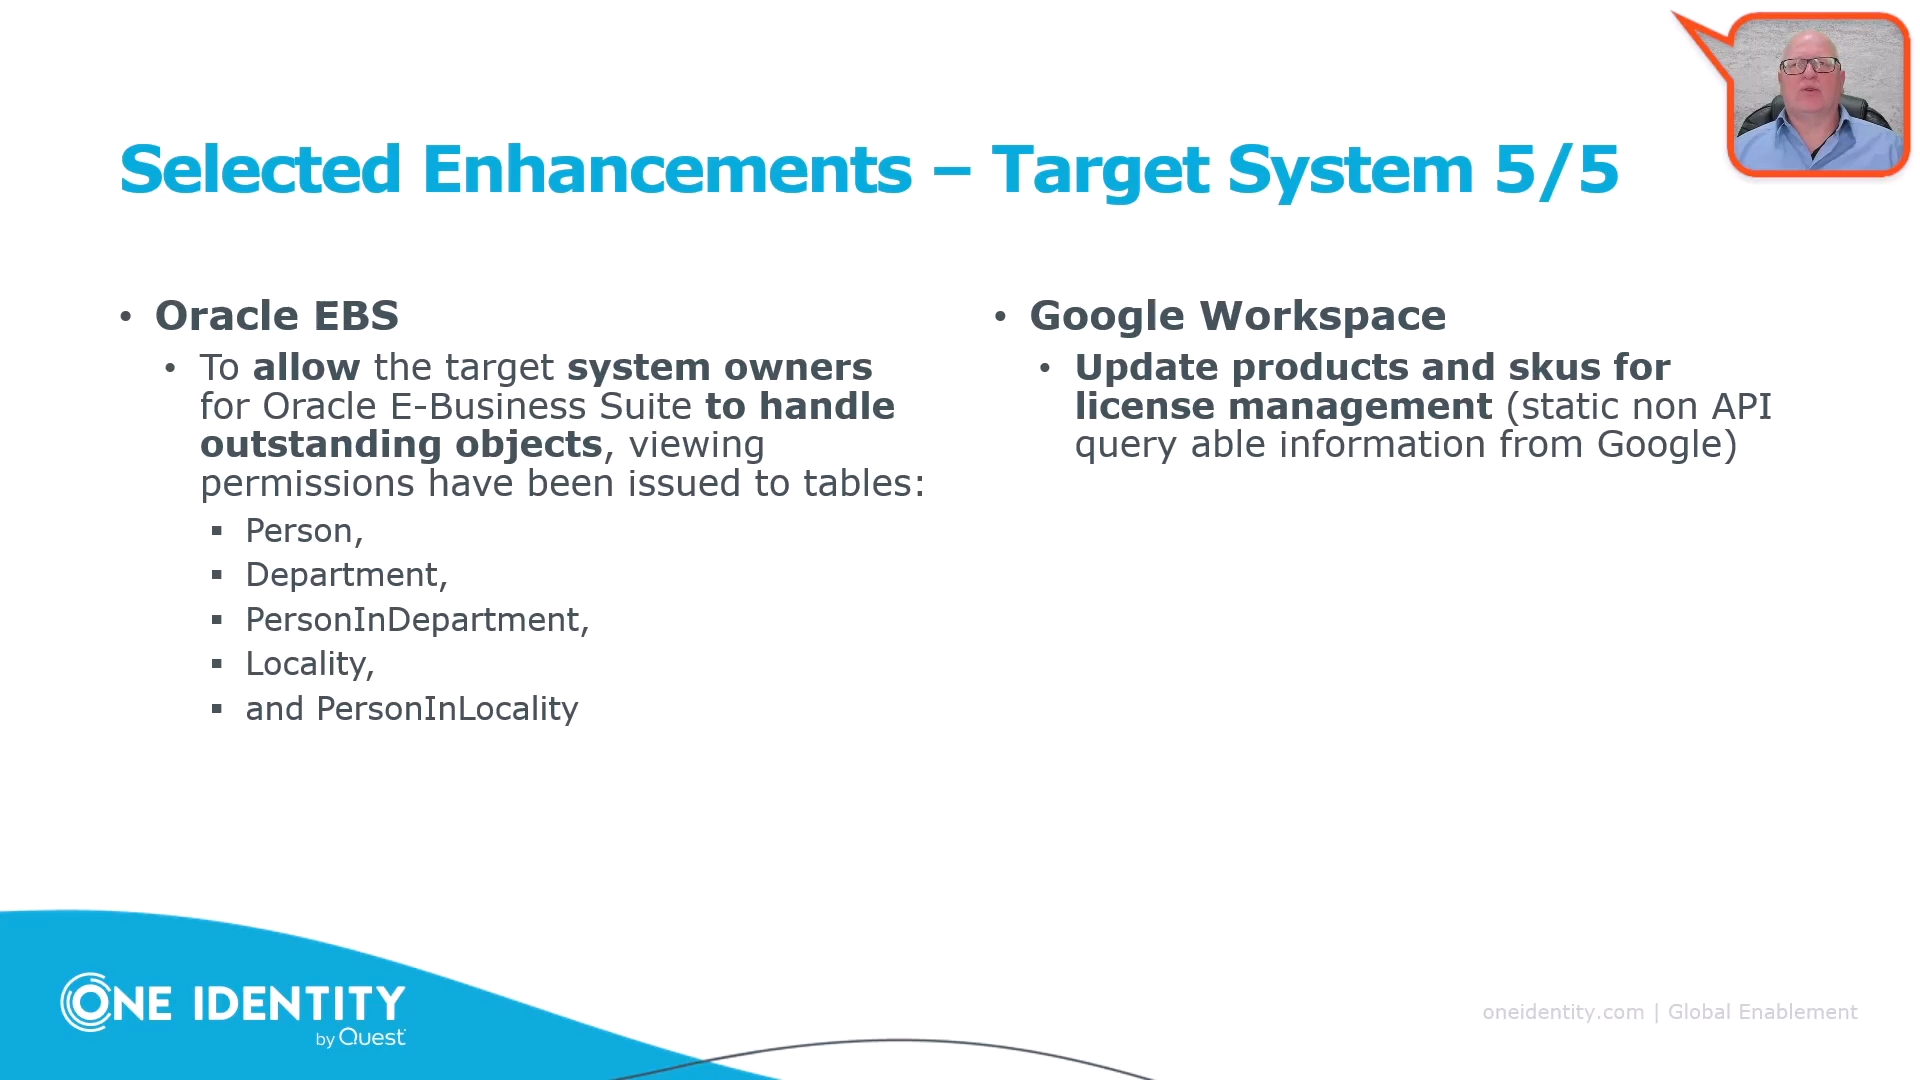 Selected Enhancements – Target System 5/5
• Oracle EBS
• To allow the target system owners
for Oracle E-Business Suite to handle
outstanding objects, viewing
permissions have been issued to tables:
▪ Person,
▪ Department,
▪ PersonInDepartment,
▪ Locality,
▪ and PersonInLocality
• Google Workspace
• Update products and skus for
license management (static non API
query able information from Google)
ONE IDENTITY
by Quest
oneidentity.com | Global Enablement